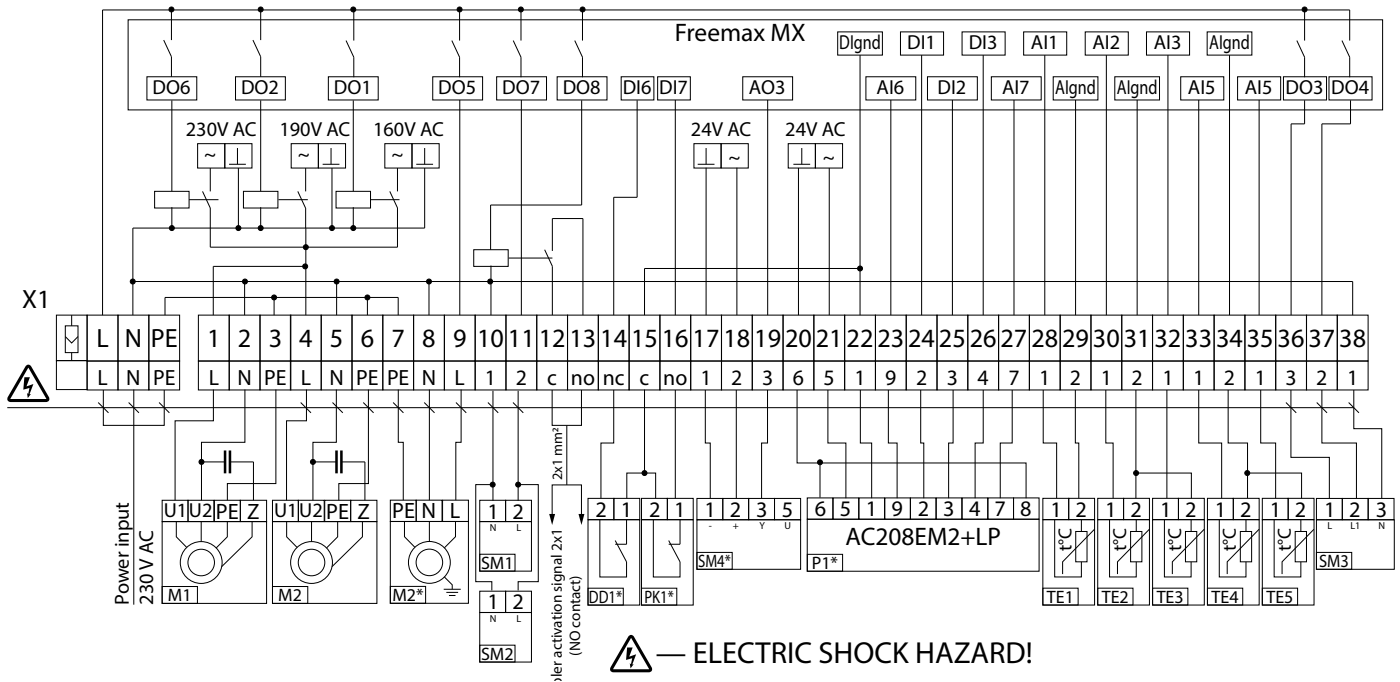 Freemax MX
DIgnd DI1 DI3 AI1 AI2 AI3 AIgnd
DO6 DO2 DO1 DO5 DO7 DO8 DI6 DI7 AO3 AI6 DI2 AI7 AIgnd AIgnd AI5 AI5 DO3 DO4
230V AC 190V AC 160V AC 24V AC 24V AC
~ ⊥ ~ ⊥ ~ ⊥ ⊥ ~ ⊥ ~
X1
L N PE 1 2 3 4 5 6 7 8 9 10 11 12 13 14 15 16 17 18 19 20 21 22 23 24 25 26 27 28 29 30 31 32 33 34 35 36 37 38
L N PE L N PE L N PE PE N L 1 2 c no nc c no 1 2 3 6 5 1 9 2 3 4 7 1 2 1 2 1 1 2 1 3 2 1
Power input
230 V AC
U1 U2 PE Z
M1
U1 U2 PE Z
M2
PE N L
M2*
1 2
N L
SM1
1 2
N L
SM2
2x1 mm²
activation signal 2x1
(NO contact)
2 1
DD1*
2 1
PK1*
1 2 3 5
- + Y U
SM4*
6 5 1 9 2 3 4 7 8
AC208EM2+LP
P1*
1 2
t°C
TE1
1 2
t°C
TE2
1 2
t°C
TE3
1 2
t°C
TE4
1 2
t°C
TE5
1 2 3
L L1 N
SM3
— ELECTRIC SHOCK HAZARD!